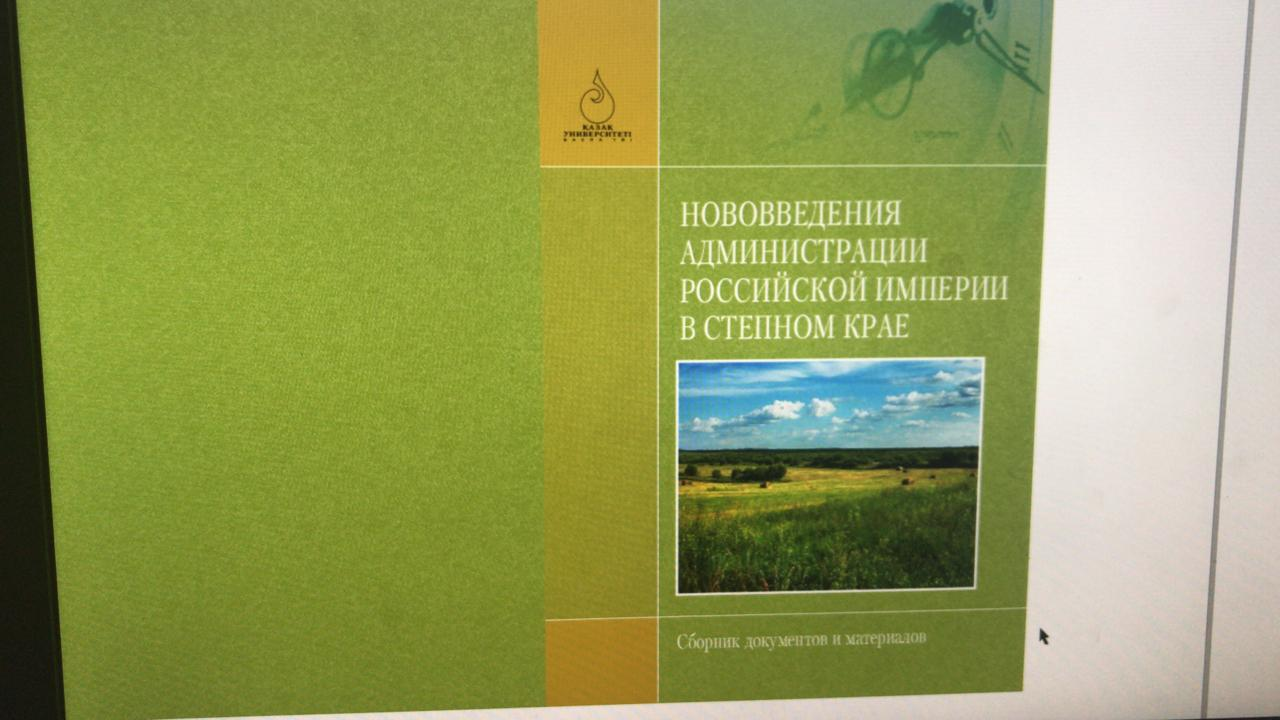 ҚАЗАҚ
УНИВЕРСИТЕТІ
НОВОВВЕДЕНИЯ
АДМИНИСТРАЦИИ
РОССИЙСКОЙ ИМПЕРИИ
В СТЕПНОМ КРАЕ
Сборник документов и материалов